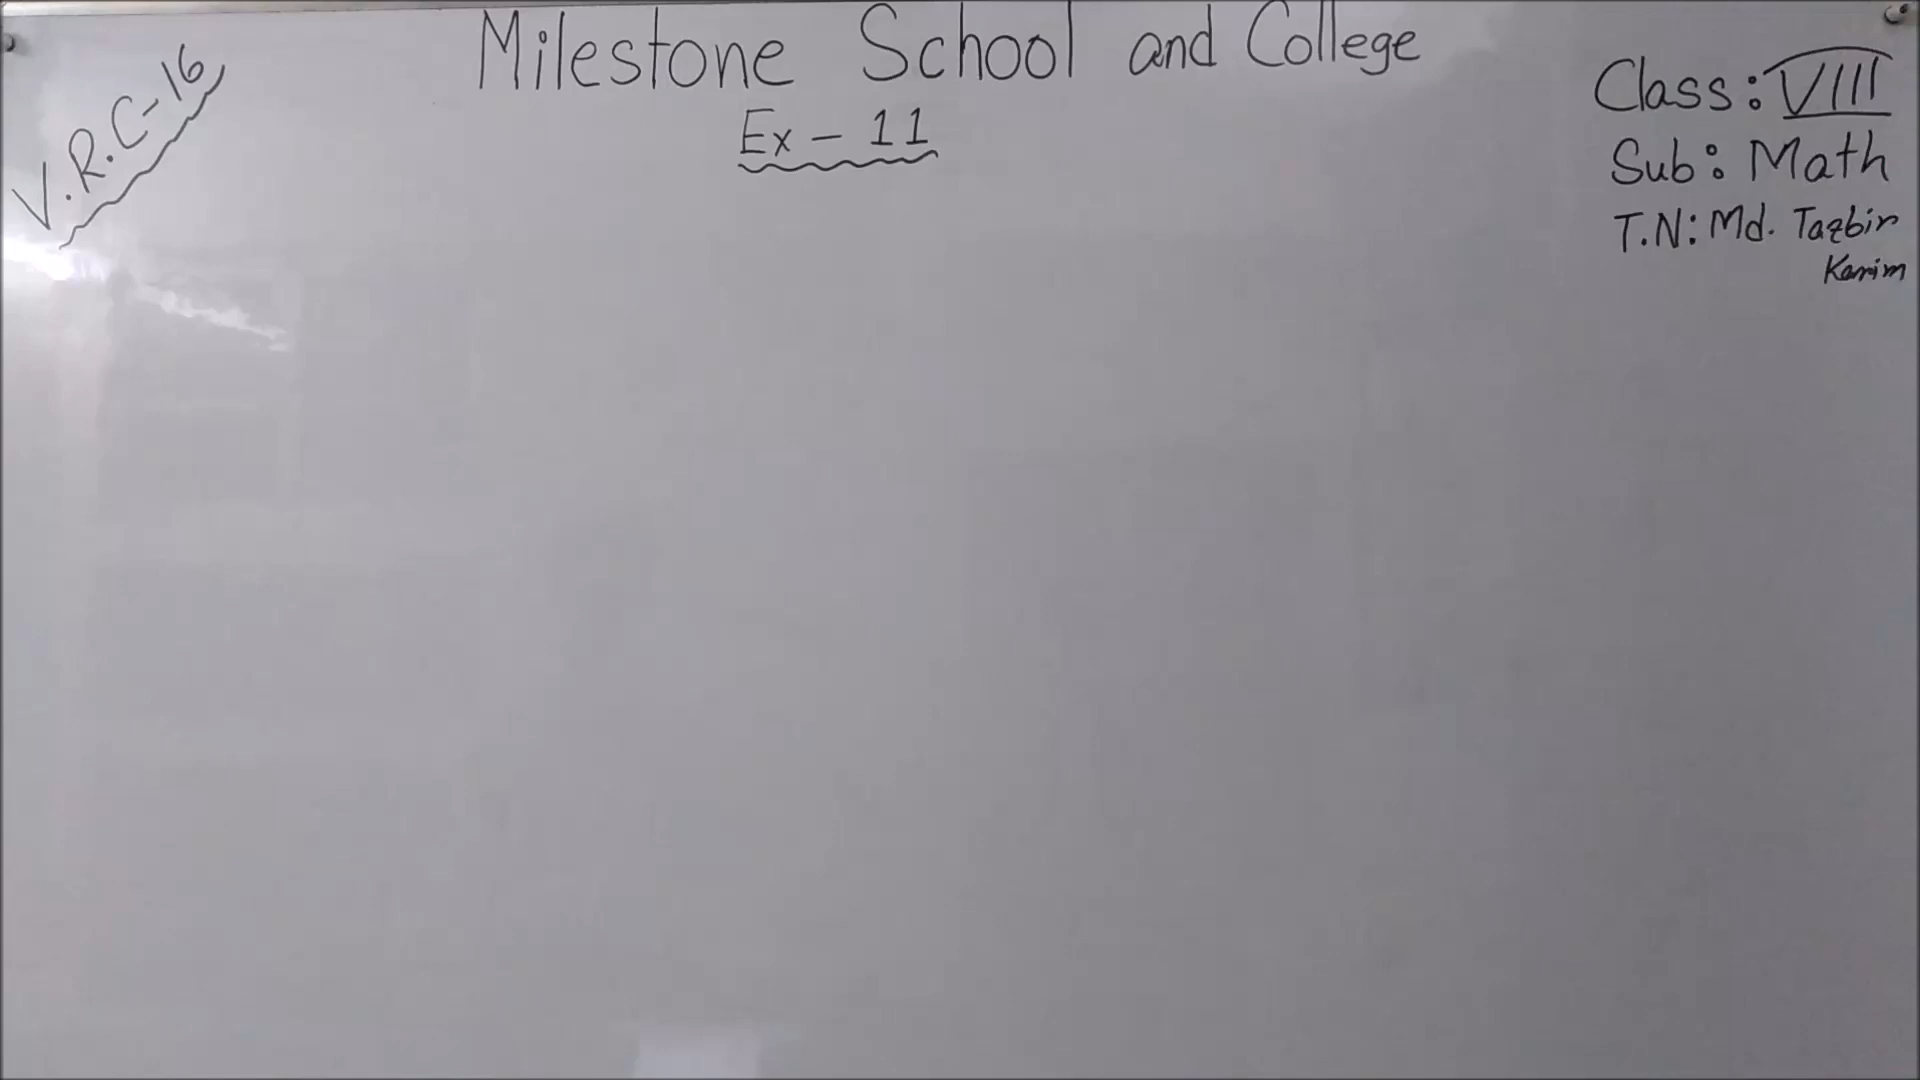 Milestone School and College
Ex - 11
V.R.C-16
Class: VIII
Sub: Math
T.N: Md. Tazbir
Karim